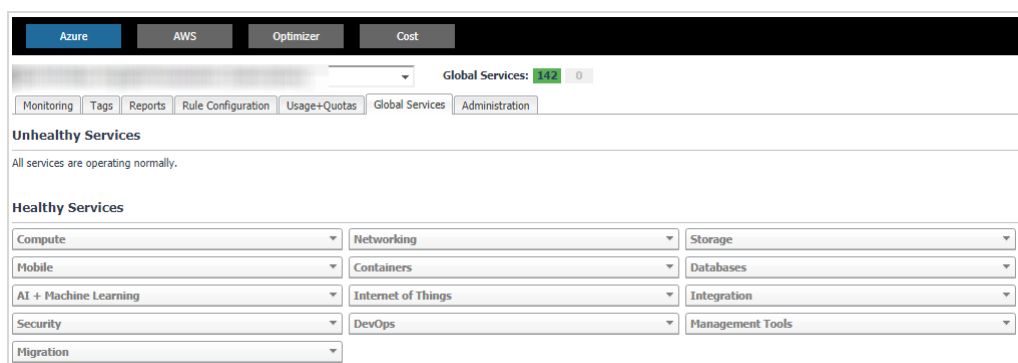 Azure AWS Optimizer Cost
Global Services: 142 0
Monitoring Tags Reports Rule Configuration Usage+Quotas Global Services Administration
Unhealthy Services
All services are operating normally.
Healthy Services
Compute Networking Storage
Mobile Containers Databases
AI + Machine Learning Internet of Things Integration
Security DevOps Management Tools
Migration